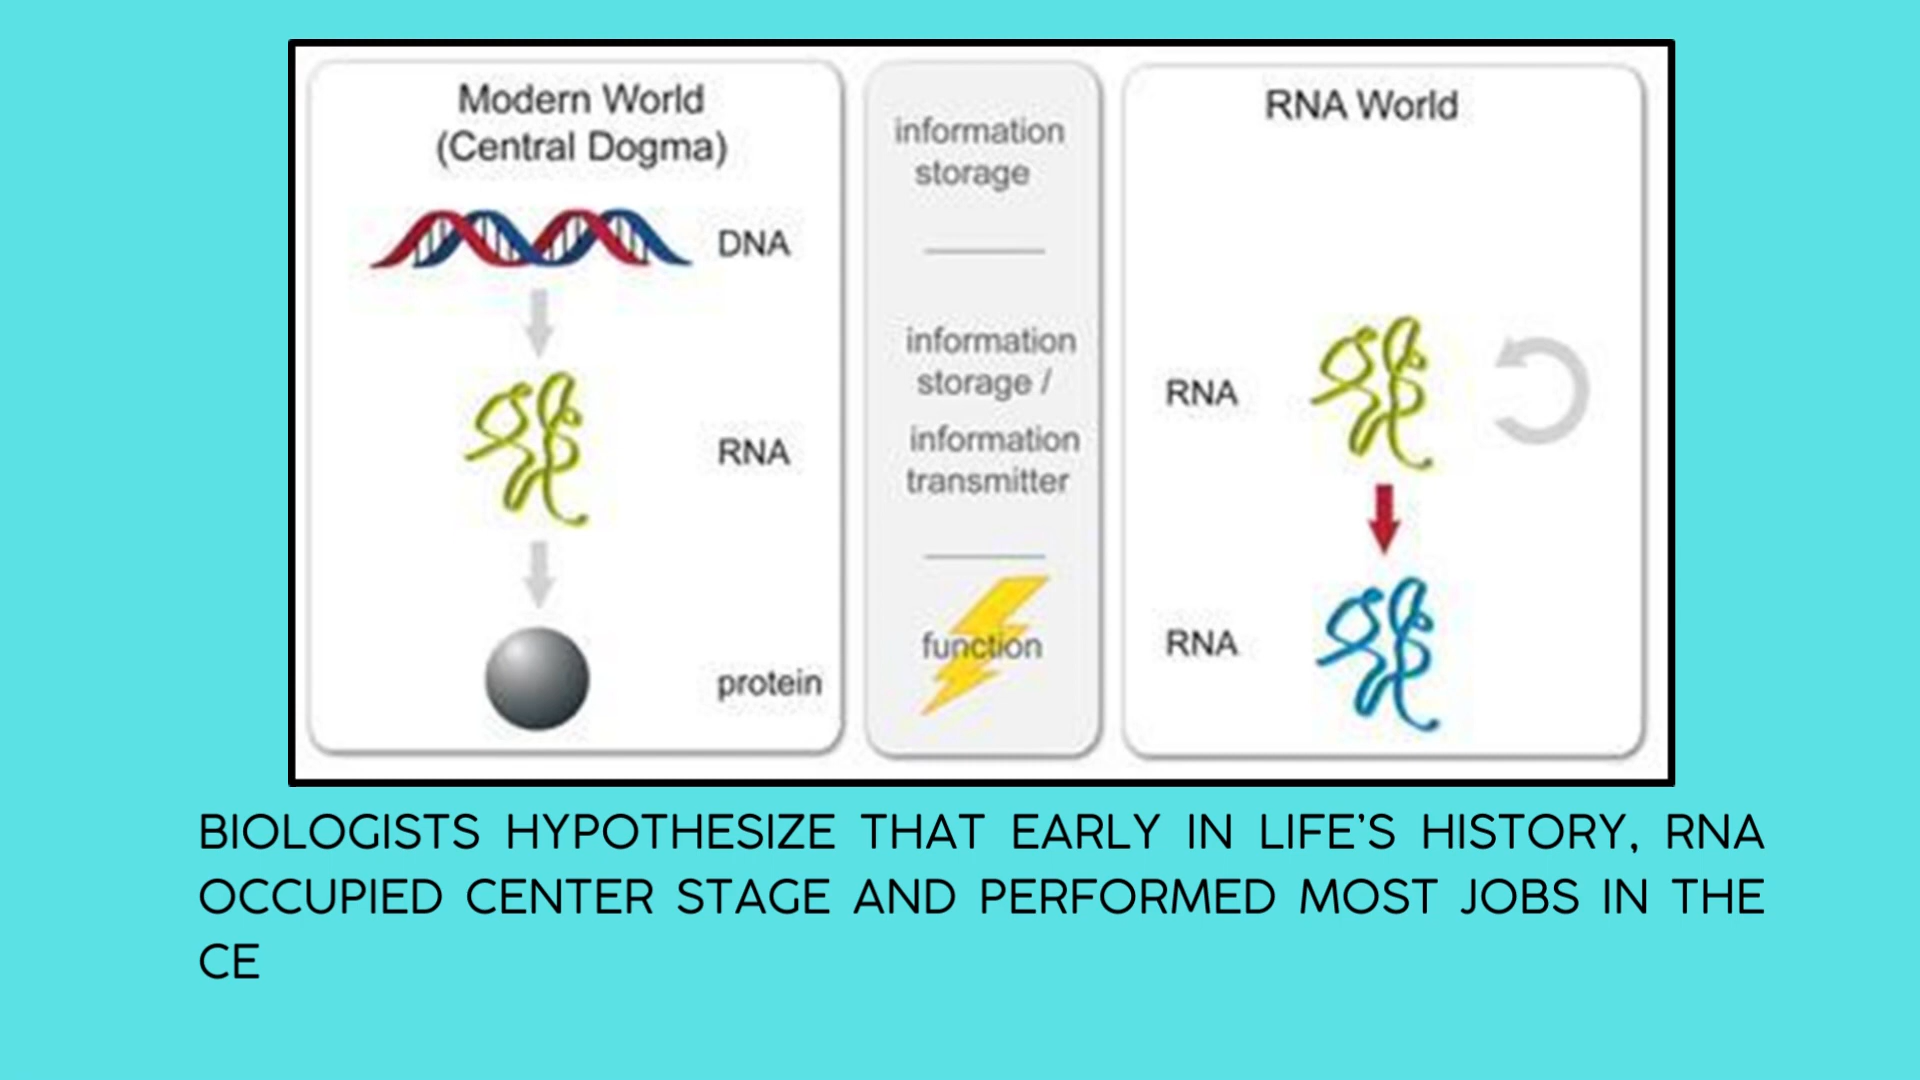 Modern World
(Central Dogma)
DNA
RNA
protein
information
storage
information
storage /
information
transmitter
function
RNA World
RNA
RNA
BIOLOGISTS HYPOTHESIZE THAT EARLY IN LIFE'S HISTORY, RNA
OCCUPIED CENTER STAGE AND PERFORMED MOST JOBS IN THE
CE